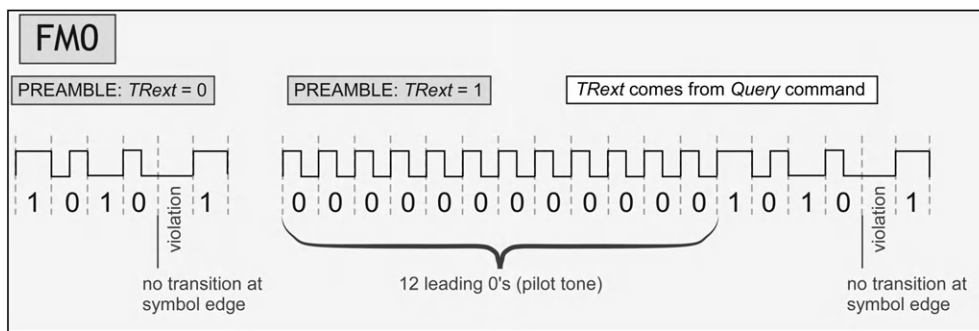 FM0
PREAMBLE: TRext = 0
PREAMBLE: TRext = 1
TRext comes from Query command
1 0 1 0 violation 1
0 0 0 0 0 0 0 0 0 0 0 0 1 0 1 0 violation 1
no transition at
symbol edge
12 leading 0's (pilot tone)
no transition at
symbol edge